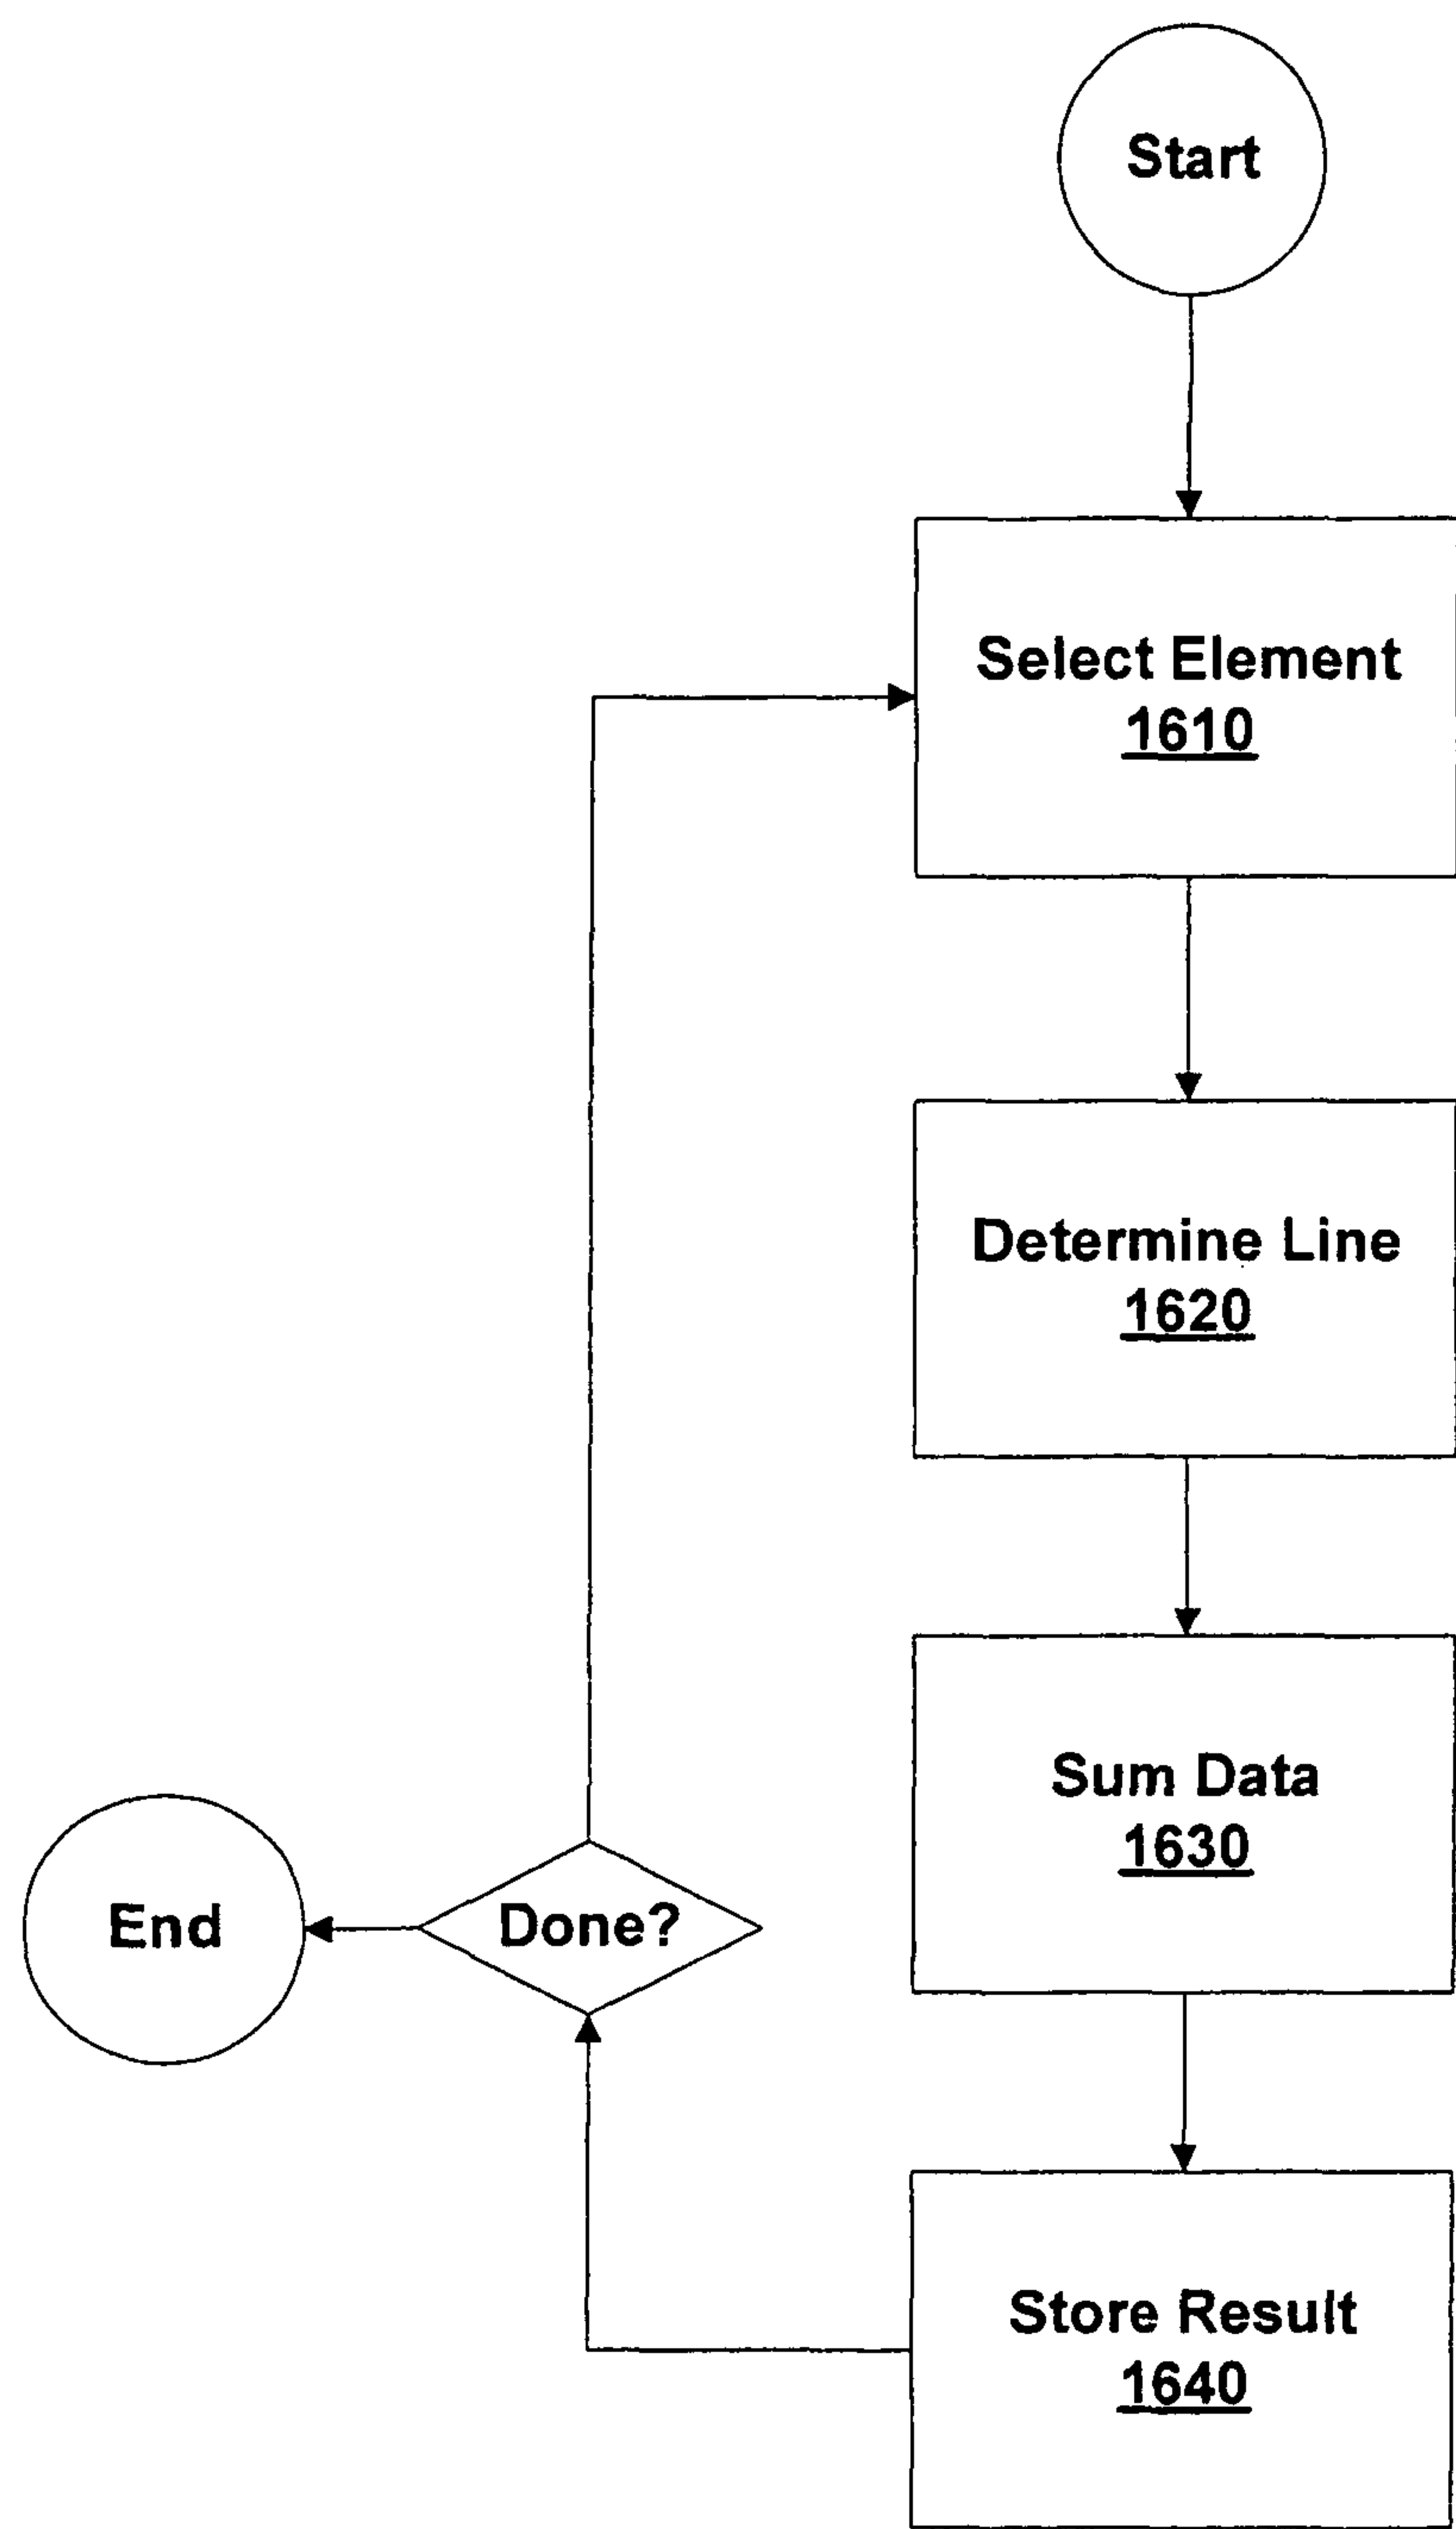 Start
Select Element
1610
Determine Line
1620
Sum Data
1630
End
Done?
Store Result
1640